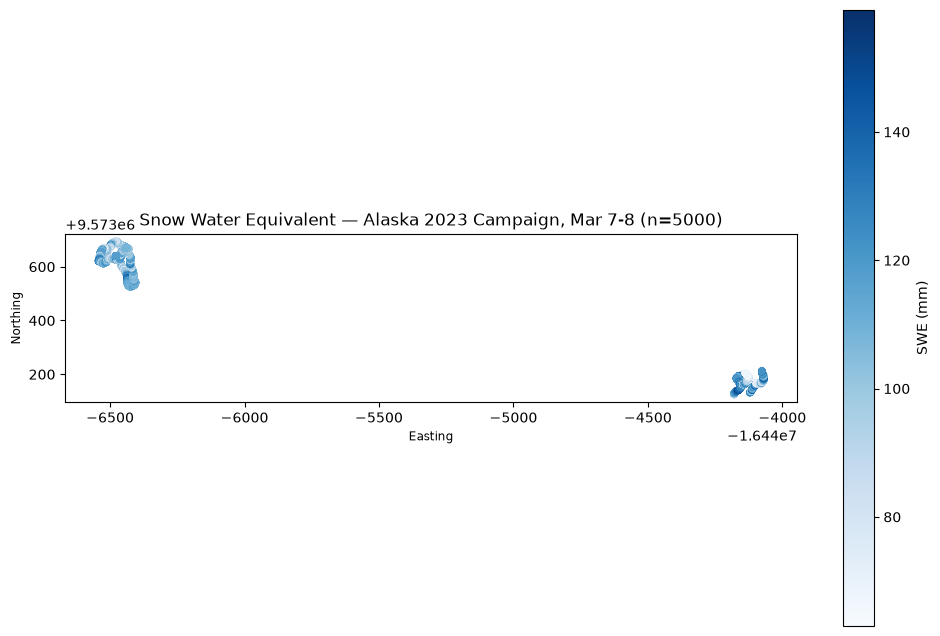 Snow Water Equivalent — Alaska 2023 Campaign, Mar 7-8 (n=5000)
+9.573e6
600
400
200
Northing
−6500 −6000 −5500 −5000 −4500 −4000
Easting
−1.644e7
140
120
100
80
SWE (mm)